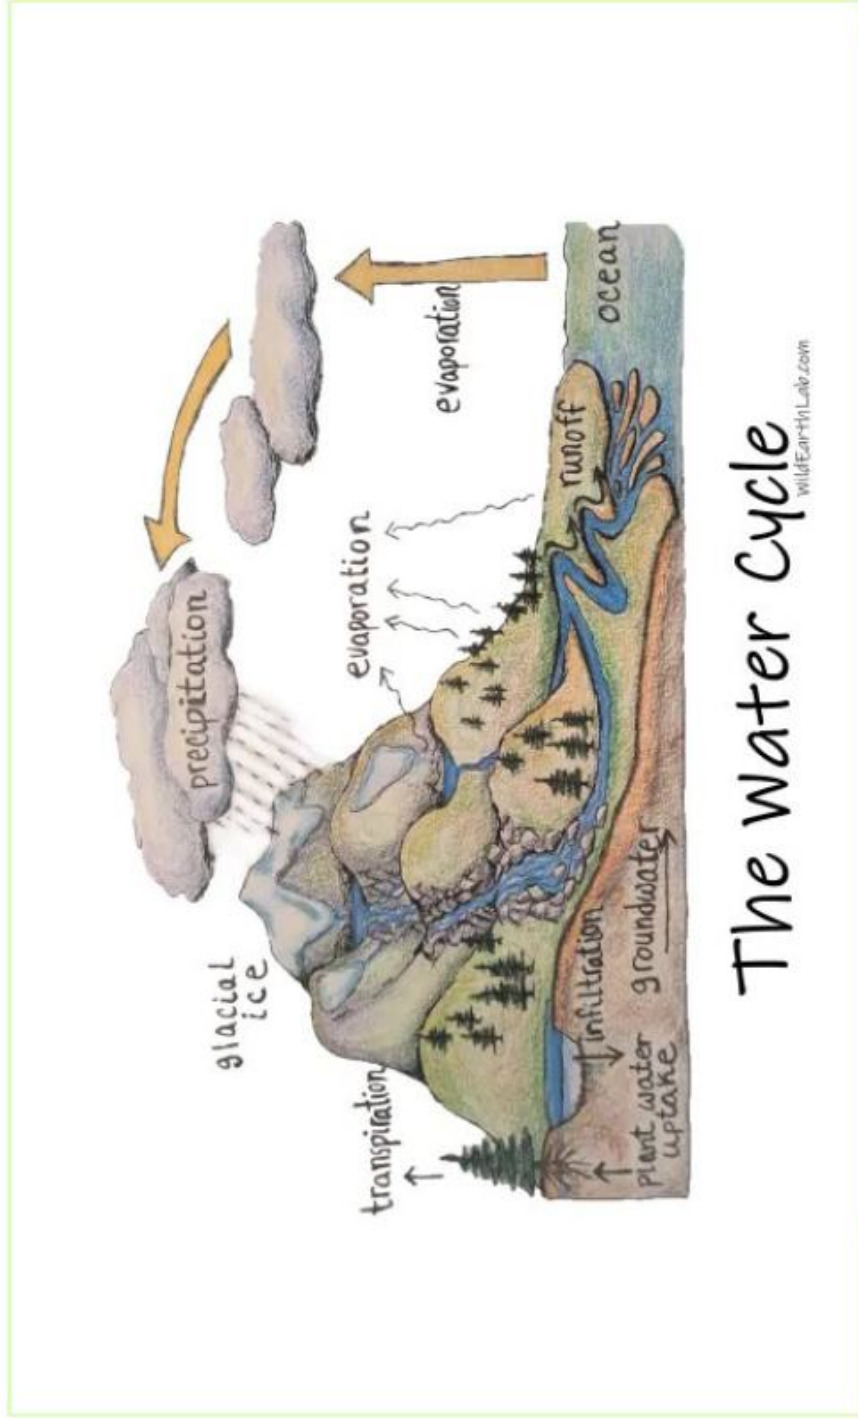 The Water Cycle
WildEarthLab.com
glacial
ice
precipitation
transpiration
evaporation
evaporation
runoff
ocean
infiltration
groundwater
plant water
uptake